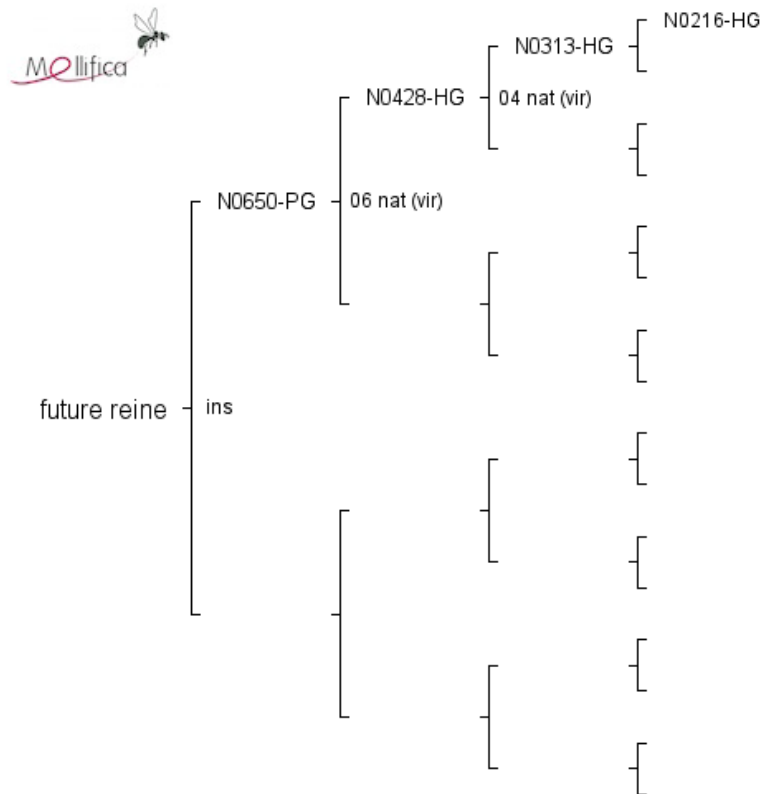 Mellifica
N0216-HG
N0313-HG
N0428-HG
04 nat (vir)
N0650-PG
06 nat (vir)
future reine
ins